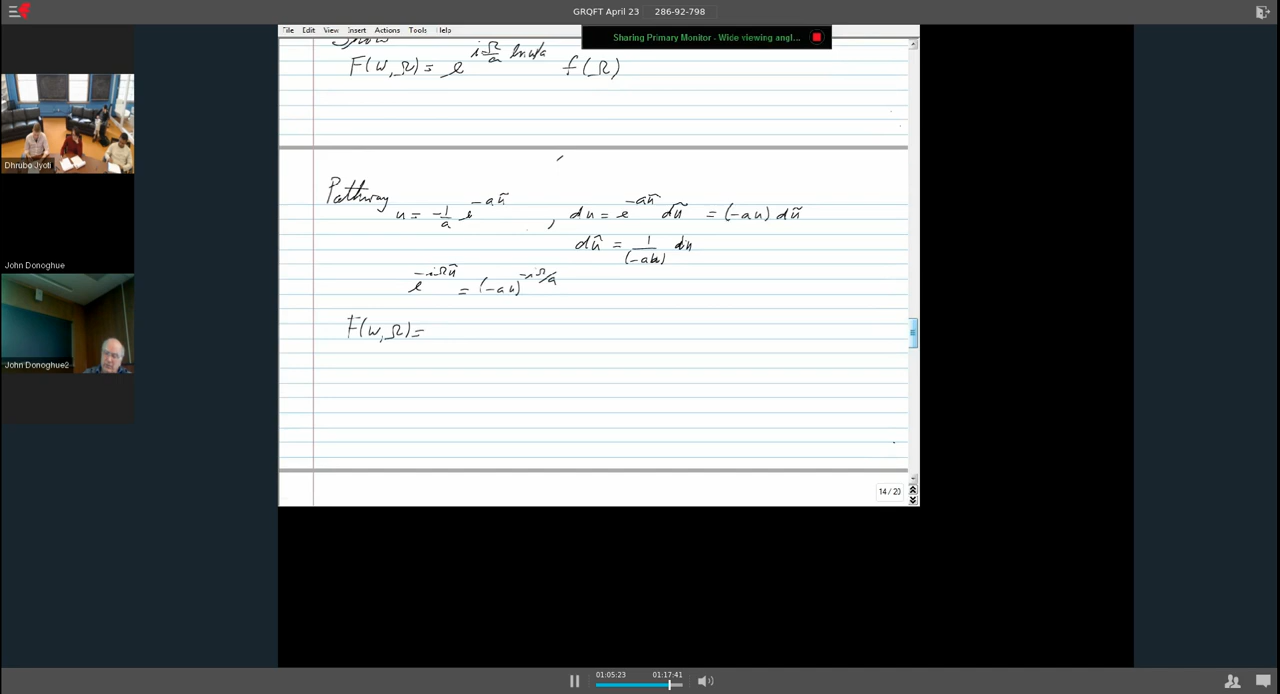 GRQFT April 23 286-92-798
File Edit View Insert Actions Tools Help
Sharing Primary Monitor - Wide viewing angl...
Show
F(ω,Ω) = e^{i Ω/a ln ω/a} f(Ω)
Pathway
u = -1/a e^{-aũ} , du = e^{-aũ} dũ = (-au) dũ
dũ = 1/(-au) du
e^{-iΩũ} = (-au)^{-iΩ/a}
F(ω,Ω) =
Dhrubo Jyoti
John Donoghue
John Donoghue2
14 / 20
01:05:23 01:17:41